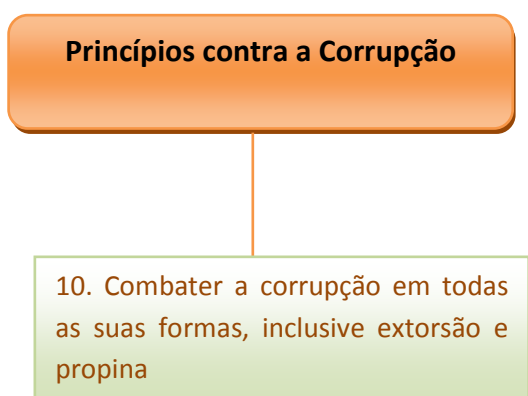 Princípios contra a Corrupção
10. Combater a corrupção em todas
as suas formas, inclusive extorsão e
propina